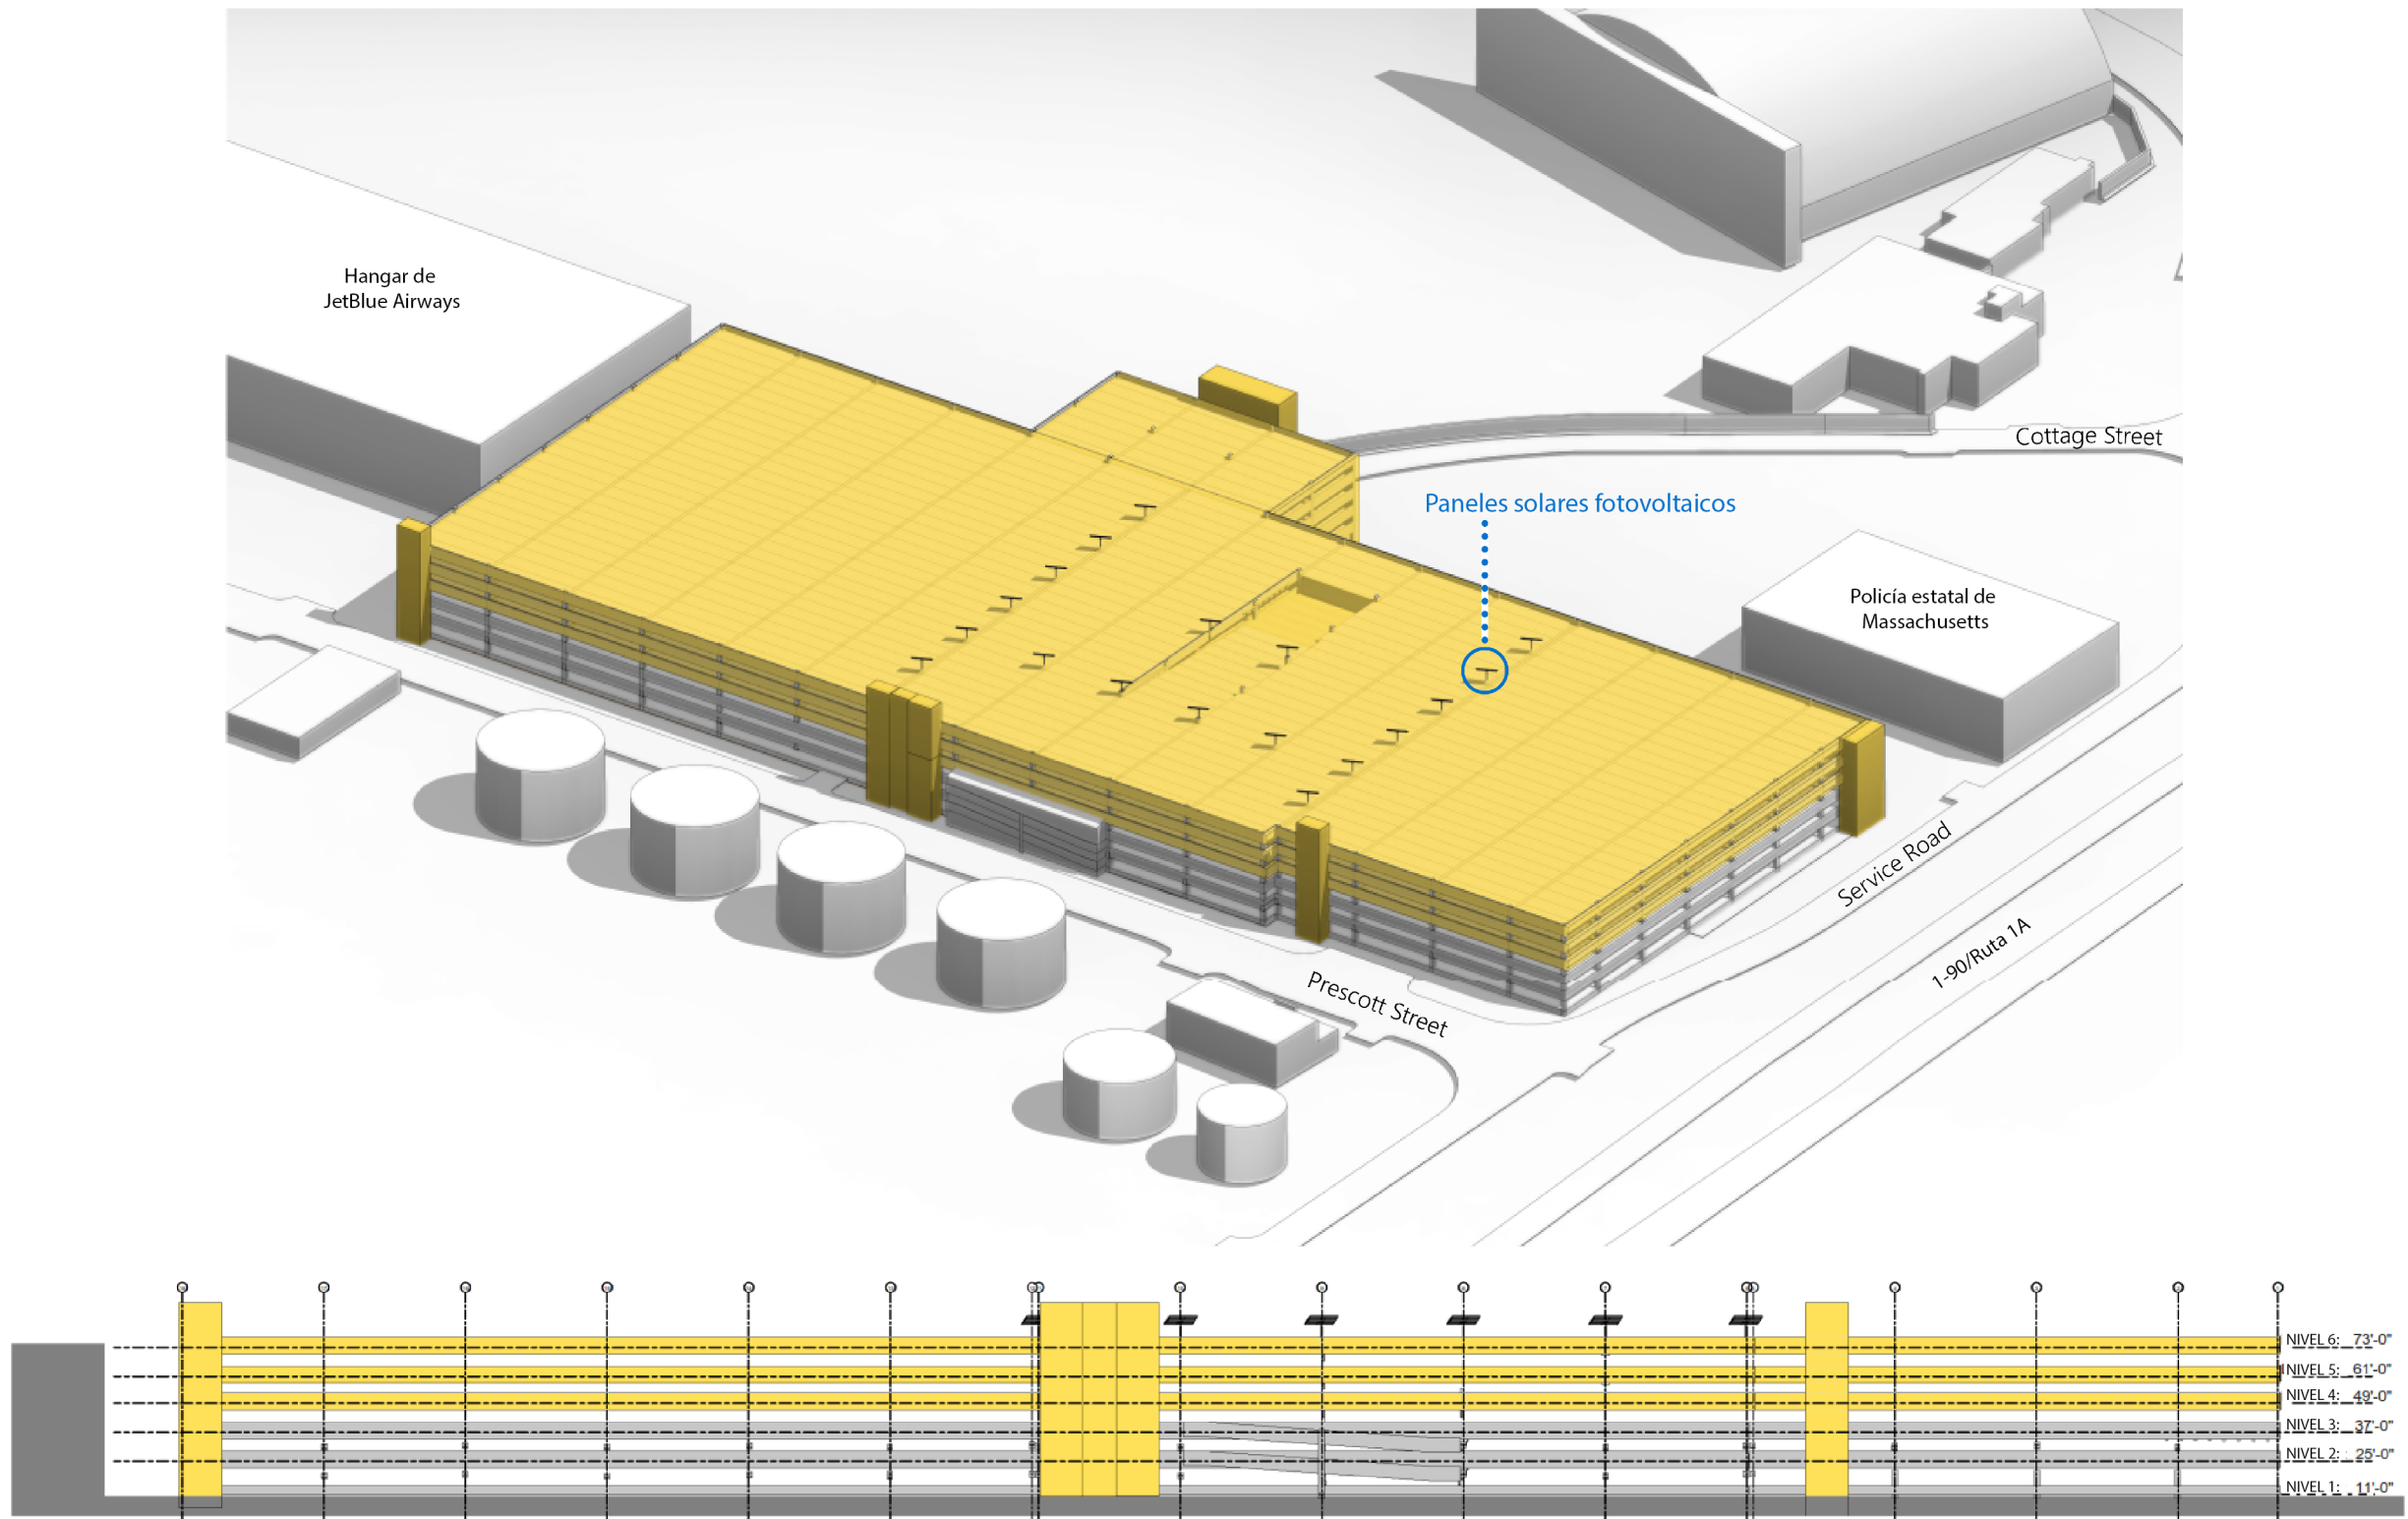 Hangar de
JetBlue Airways
Cottage Street
Paneles solares fotovoltaicos
Policía estatal de
Massachusetts
Service Road
1-90/Ruta 1A
Prescott Street
NIVEL 6: 73'-0"
NIVEL 5: 61'-0"
NIVEL 4: 49'-0"
NIVEL 3: 37'-0"
NIVEL 2: 25'-0"
NIVEL 1: 11'-0"